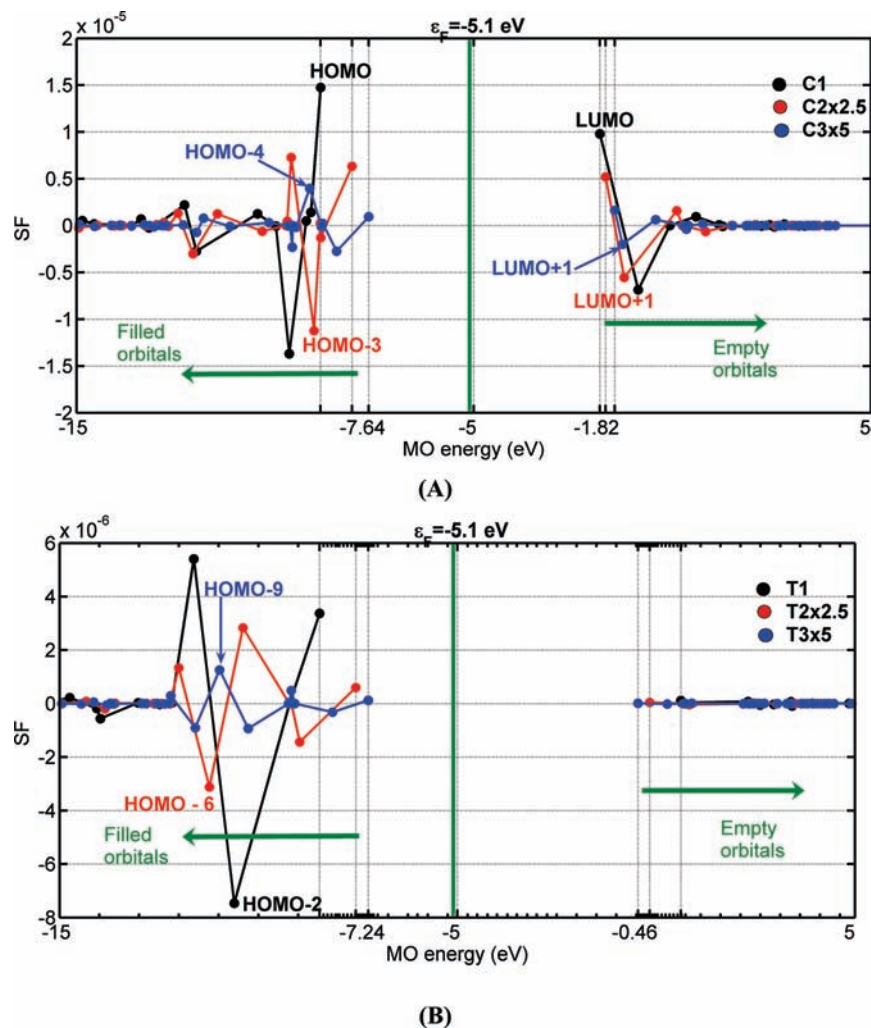 x 10⁻⁵
ε_F=-5.1 eV
2
1.5
1
0.5
0
-0.5
-1
-1.5
-2
SF
HOMO
HOMO-4
HOMO-3
LUMO
LUMO+1
LUMO+1
C1
C2x2.5
C3x5
Filled
orbitals
Empty
orbitals
-15 -7.64 -5 -1.82 5
MO energy (eV)
(A)
x 10⁻⁶
ε_F=-5.1 eV
6
4
2
0
-2
-4
-6
-8
SF
HOMO-9
HOMO - 6
HOMO-2
T1
T2x2.5
T3x5
Filled
orbitals
Empty
orbitals
-15 -7.24 -5 -0.46 5
MO energy (eV)
(B)